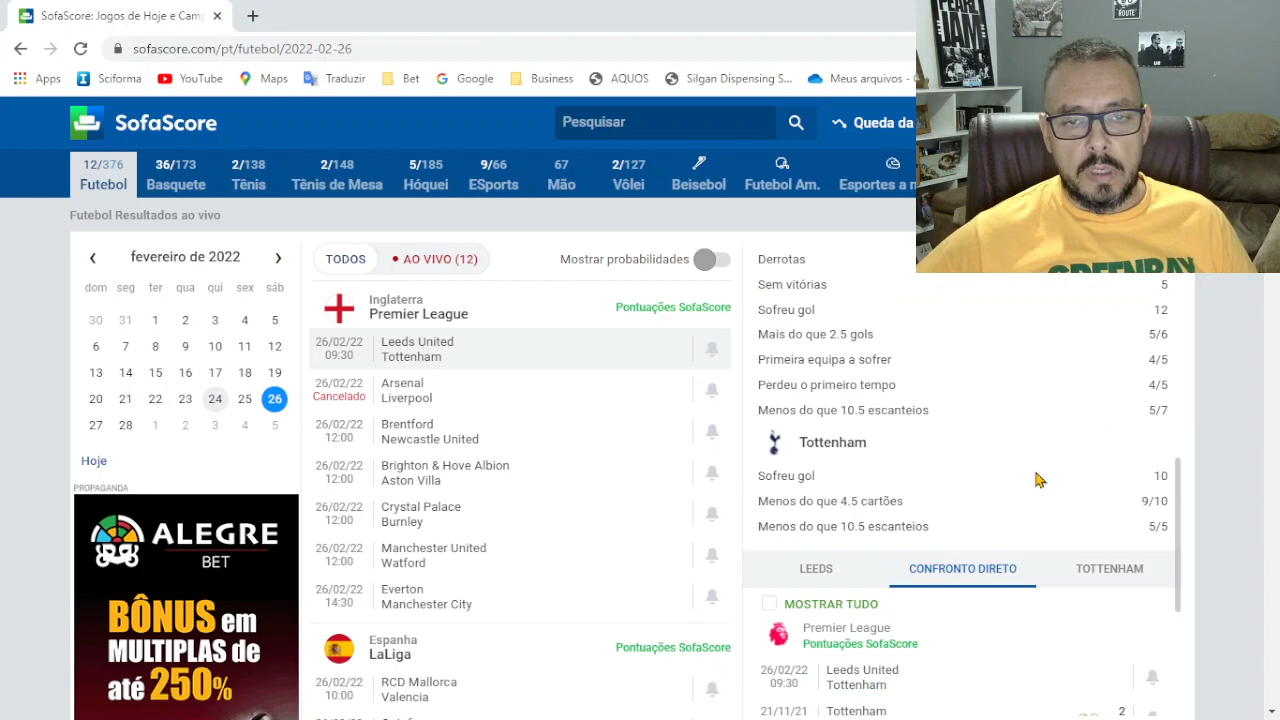 SofaScore: Jogos de Hoje e Camp
sofascore.com/pt/futebol/2022-02-26
Apps
Sciforma
YouTube
Maps
Traduzir
Bet
Google
Business
AQUOS
Silgan Dispensing S...
Meus arquivos -
PEARL JAM
ROUTE
SofaScore
Pesquisar
Queda da
12/376
Futebol
36/173
Basquete
2/138
Tênis
2/148
Tênis de Mesa
5/185
Hóquei
9/66
ESports
67
Mão
2/127
Vôlei
Beisebol
Futebol Am.
Esportes a
GREENBAY
Futebol Resultados ao vivo
fevereiro de 2022
dom seg ter qua qui sex sáb
30 31 1 2 3 4 5
6 7 8 9 10 11 12
13 14 15 16 17 18 19
20 21 22 23 24 25 26
27 28 1 2 3 4 5
Hoje
PROPAGANDA
ALEGRE
BET
BÔNUS em
MULTIPLAS de
até 250%
TODOS
AO VIVO (12)
Mostrar probabilidades
Inglaterra
Premier League
Pontuações SofaScore
26/02/22 Leeds United
09:30 Tottenham
26/02/22 Arsenal
Cancelado Liverpool
26/02/22 Brentford
12:00 Newcastle United
26/02/22 Brighton & Hove Albion
12:00 Aston Villa
26/02/22 Crystal Palace
12:00 Burnley
26/02/22 Manchester United
12:00 Watford
26/02/22 Everton
14:30 Manchester City
Espanha
LaLiga
Pontuações SofaScore
26/02/22 RCD Mallorca
10:00 Valencia
Derrotas
Sem vitórias 5
Sofreu gol 12
Mais do que 2.5 gols 5/6
Primeira equipa a sofrer 4/5
Perdeu o primeiro tempo 4/5
Menos do que 10.5 escanteios 5/7
Tottenham
Sofreu gol 10
Menos do que 4.5 cartões 9/10
Menos do que 10.5 escanteios 5/5
LEEDS
CONFRONTO DIRETO
TOTTENHAM
MOSTRAR TUDO
Premier League
Pontuações SofaScore
26/02/22 Leeds United
09:30 Tottenham
21/11/21 Tottenham 2